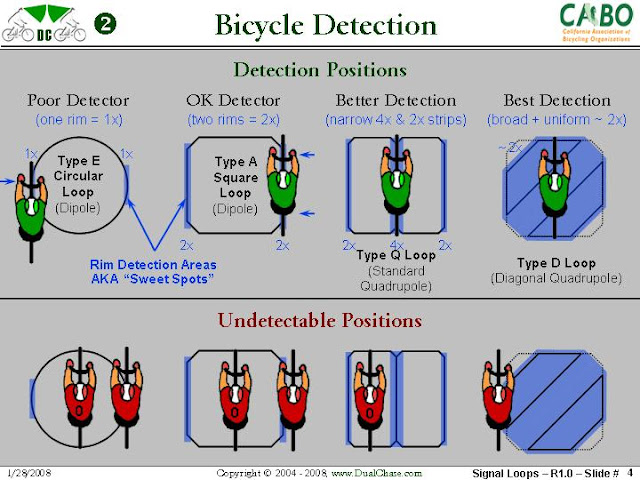 DC
2
Bicycle Detection
CABO
California Association of
Bicycling Organizations
Detection Positions
Poor Detector
(one rim = 1x)
OK Detector
(two rims = 2x)
Better Detection
(narrow 4x & 2x strips)
Best Detection
(broad + uniform ~ 2x)
1x
1x
Type E
Circular
Loop
(Dipole)
Type A
Square
Loop
(Dipole)
~2x
2x
2x
2x
4x
2x
Rim Detection Areas
AKA "Sweet Spots"
Type Q Loop
(Standard
Quadrupole)
Type D Loop
(Diagonal Quadrupole)
Undetectable Positions
0
0
0
1/28/2008
Copyright © 2004 - 2008, www.DualChase.com
Signal Loops – R1.0 – Slide # 4